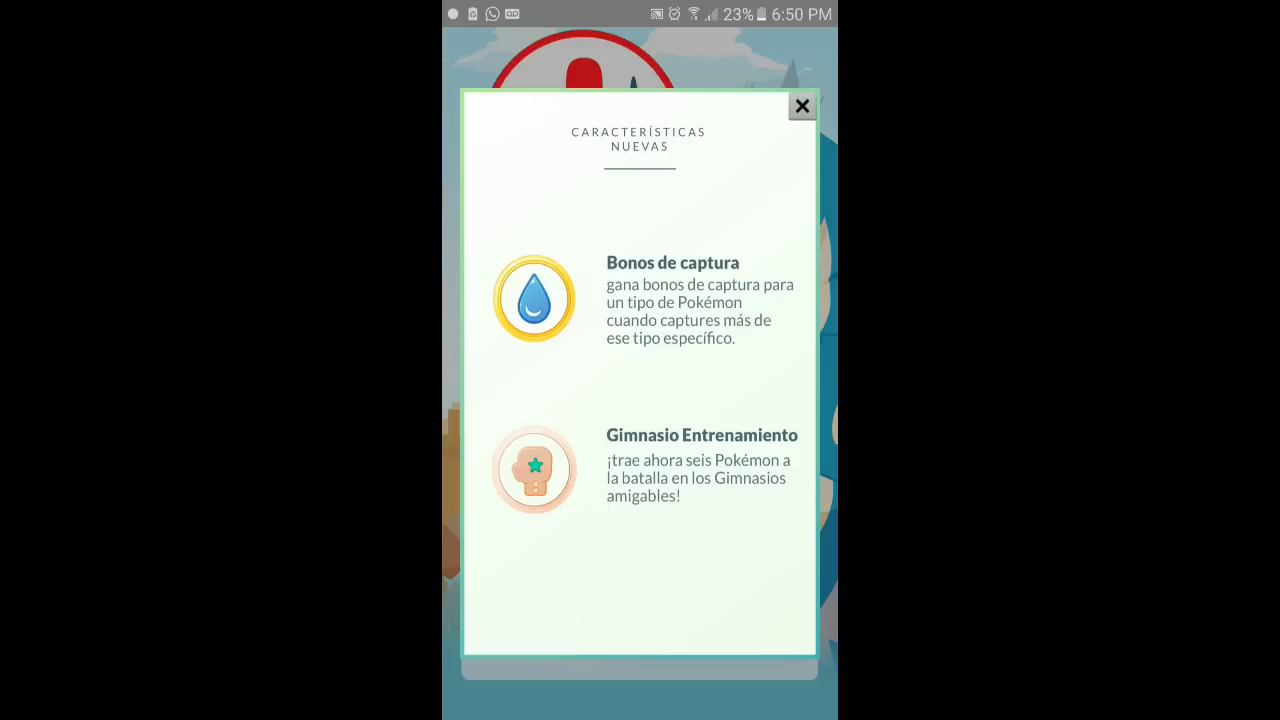 23% 6:50 PM
CARACTERÍSTICAS
NUEVAS
Bonos de captura
gana bonos de captura para
un tipo de Pokémon
cuando captures más de
ese tipo específico.
Gimnasio Entrenamiento
¡trae ahora seis Pokémon a
la batalla en los Gimnasios
amigables!